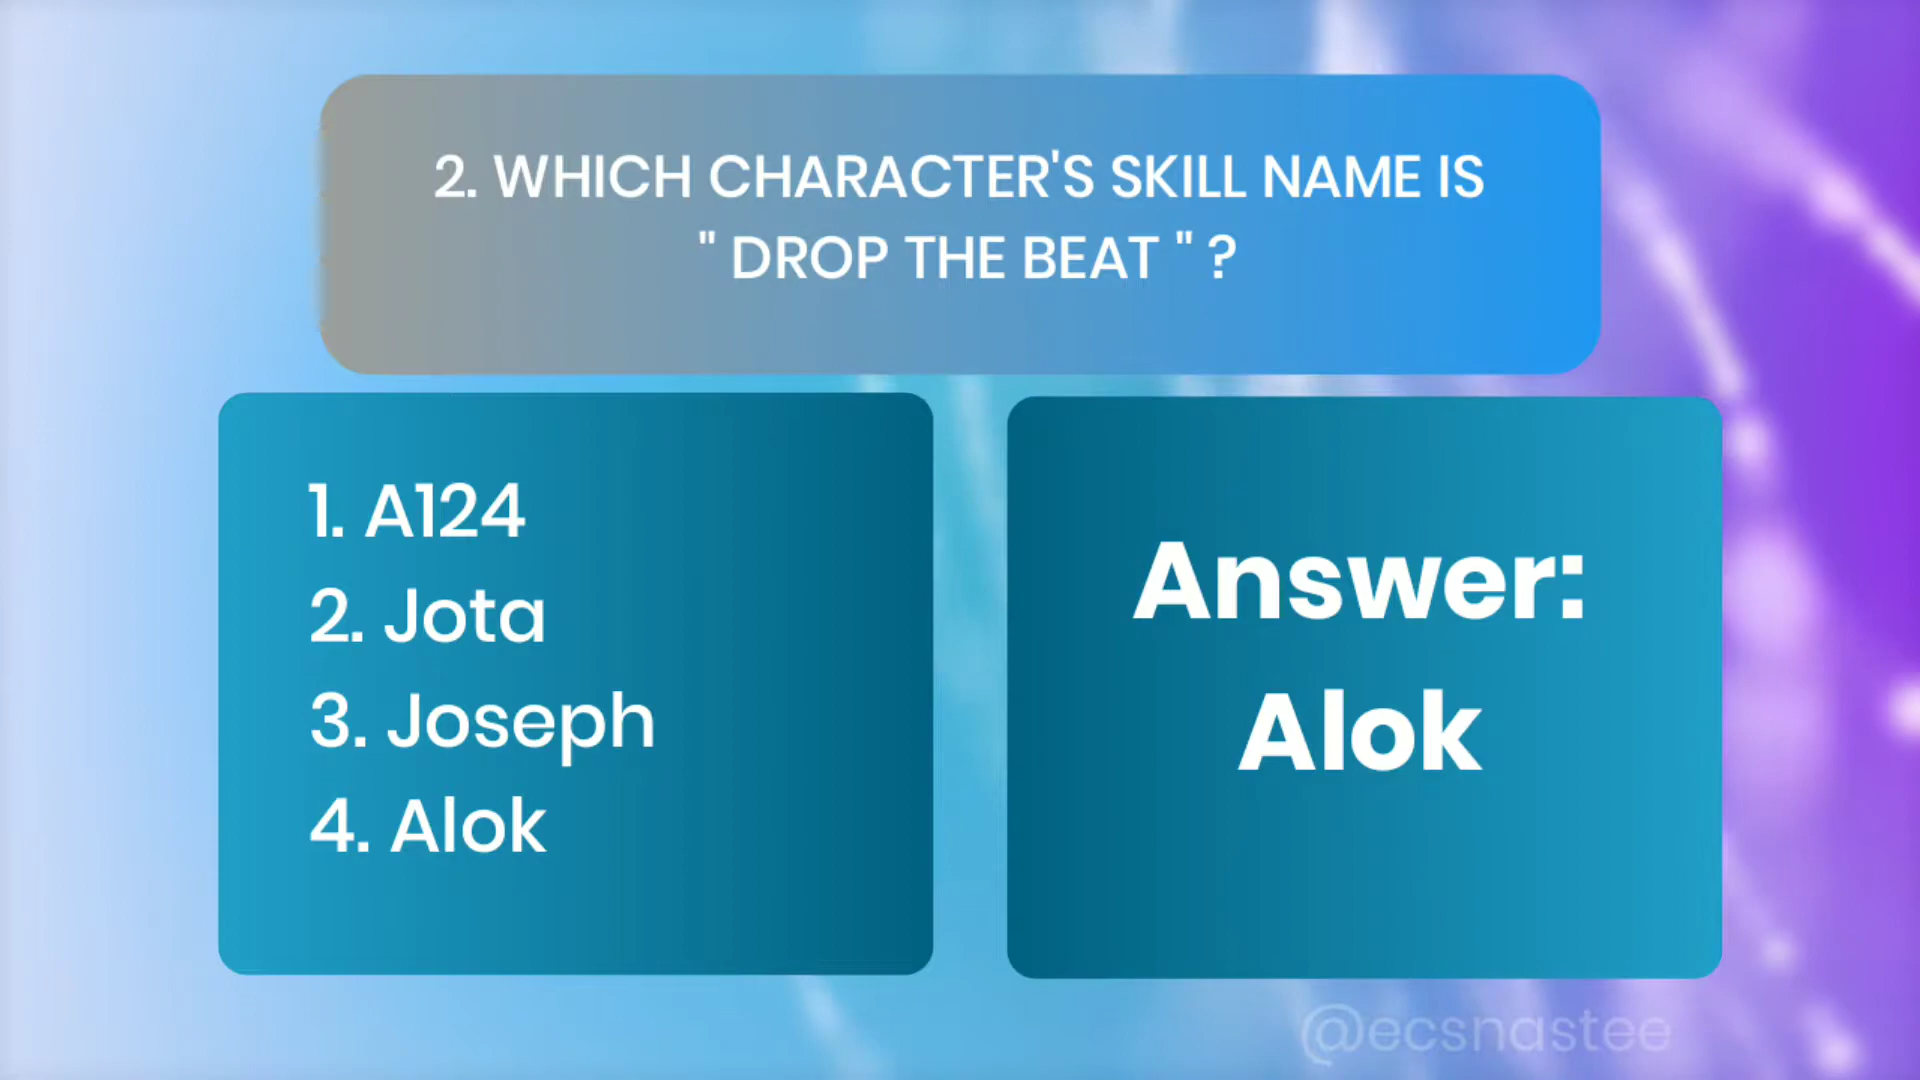 2. WHICH CHARACTER'S SKILL NAME IS
" DROP THE BEAT " ?
1. A124
2. Jota
3. Joseph
4. Alok
Answer:
Alok
@ecsnastee